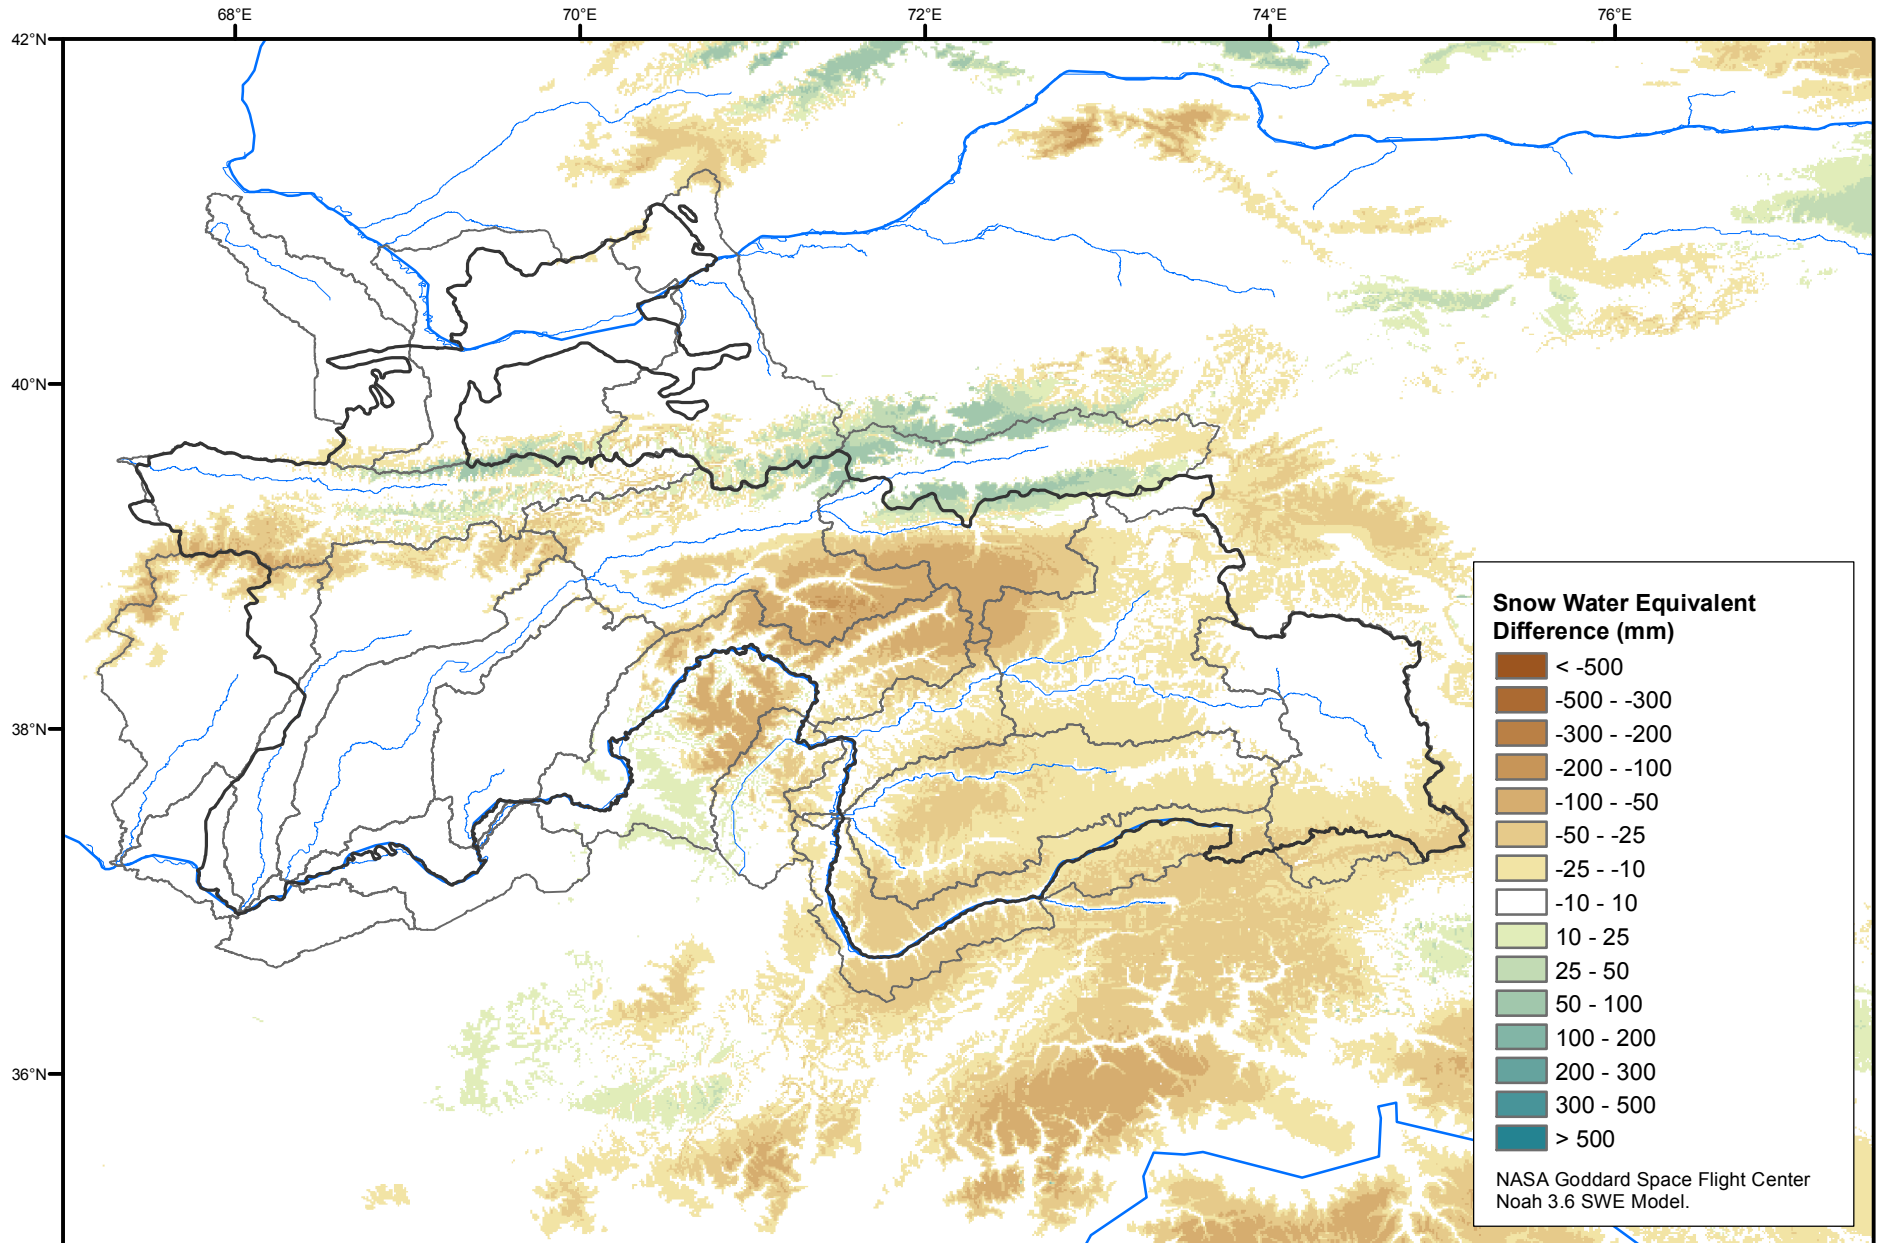 68°E
70°E
72°E
74°E
76°E
42°N
40°N
38°N
36°N
Snow Water Equivalent
Difference (mm)
< -500
-500 - -300
-300 - -200
-200 - -100
-100 - -50
-50 - -25
-25 - -10
-10 - 10
10 - 25
25 - 50
50 - 100
100 - 200
200 - 300
300 - 500
> 500
NASA Goddard Space Flight Center
Noah 3.6 SWE Model.